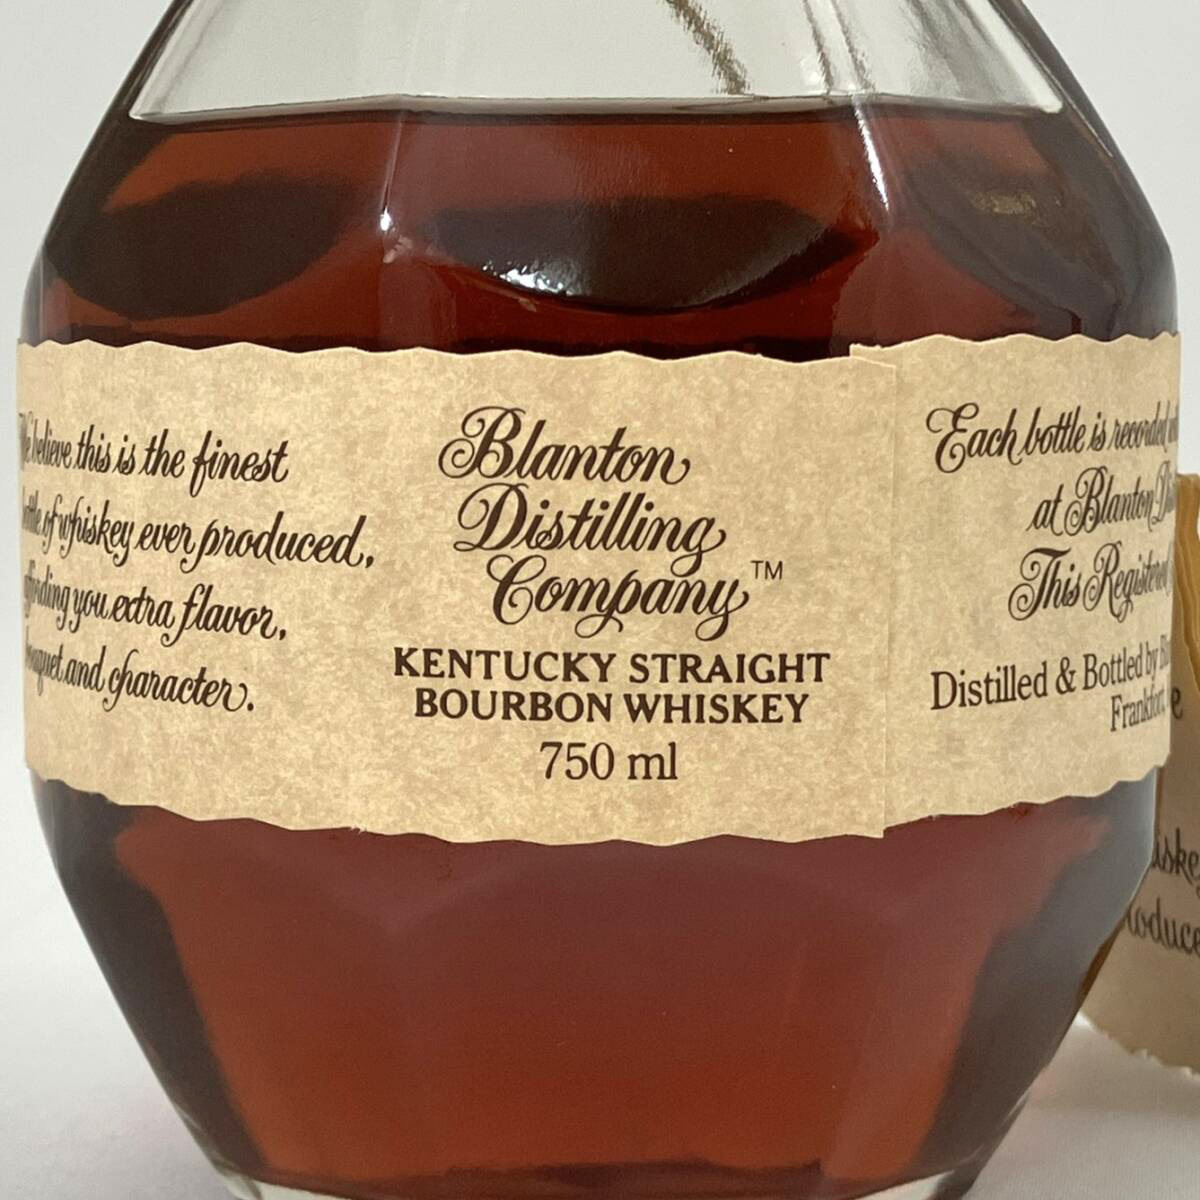 believe this is the finest
of whiskey ever produced,
you extra flavor,
and character.
Blanton
Distilling
Company™
KENTUCKY STRAIGHT
BOURBON WHISKEY
750 ml
Each bottle is recorded
at Blanton
This Registered
Distilled & Bottled by
Frankfort